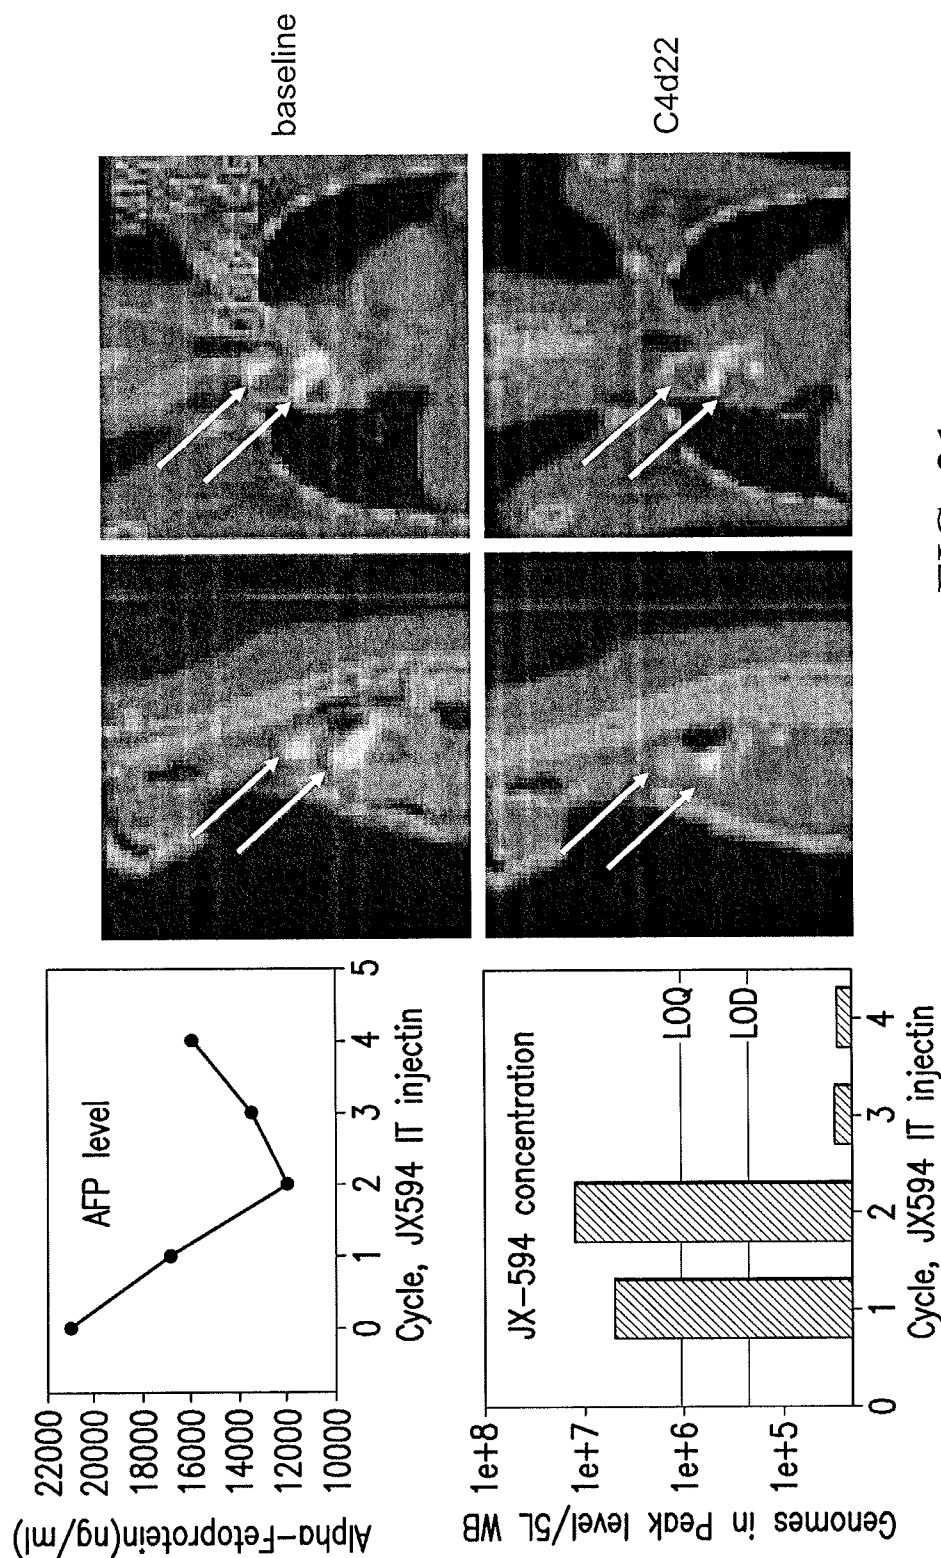 AFP level
22000
20000
18000
16000
14000
12000
10000
Alpha-Fetoprotein(ng/ml)
0 1 2 3 4 5
Cycle, JX594 IT injectin
JX-594 concentration
LOQ
LOD
1e+8
1e+7
1e+6
1e+5
Genomes in Peak level/5L WB
0 1 2 3 4
Cycle, JX594 IT injectin
baseline
C4d22